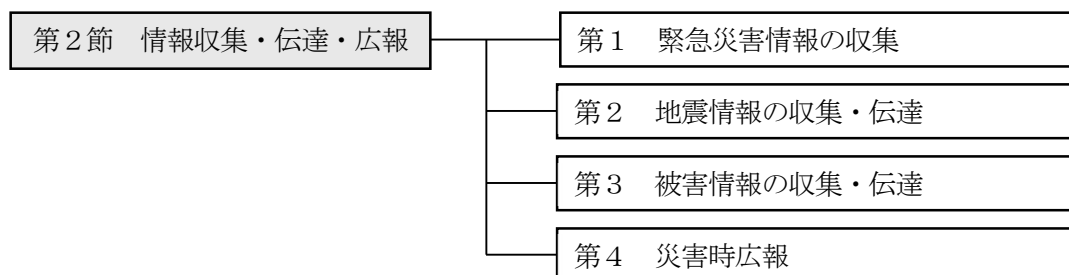 第２節　情報収集・伝達・広報
第１　緊急災害情報の収集
第２　地震情報の収集・伝達
第３　被害情報の収集・伝達
第４　災害時広報